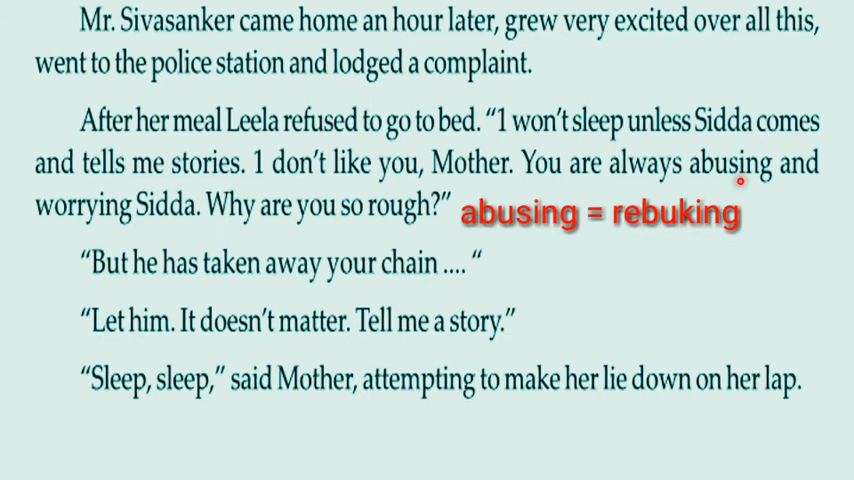 Mr. Sivasanker came home an hour later, grew very excited over all this,
went to the police station and lodged a complaint.
After her meal Leela refused to go to bed. “1 won’t sleep unless Sidda comes
and tells me stories. 1 don’t like you, Mother. You are always abusing and
worrying Sidda. Why are you so rough?”
abusing = rebuking
“But he has taken away your chain .... “
“Let him. It doesn’t matter. Tell me a story.”
“Sleep, sleep,” said Mother, attempting to make her lie down on her lap.